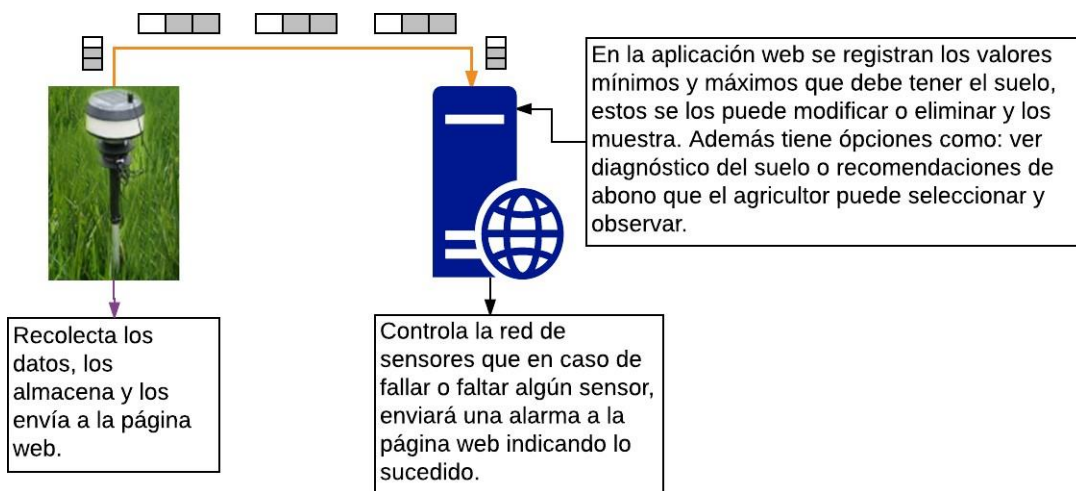 En la aplicación web se registran los valores
mínimos y máximos que debe tener el suelo,
estos se los puede modificar o eliminar y los
muestra. Además tiene ópciones como: ver
diagnóstico del suelo o recomendaciones de
abono que el agricultor puede seleccionar y
observar.
Recolecta los
datos, los
almacena y los
envía a la página
web.
Controla la red de
sensores que en caso de
fallar o faltar algún sensor,
enviará una alarma a la
página web indicando lo
sucedido.